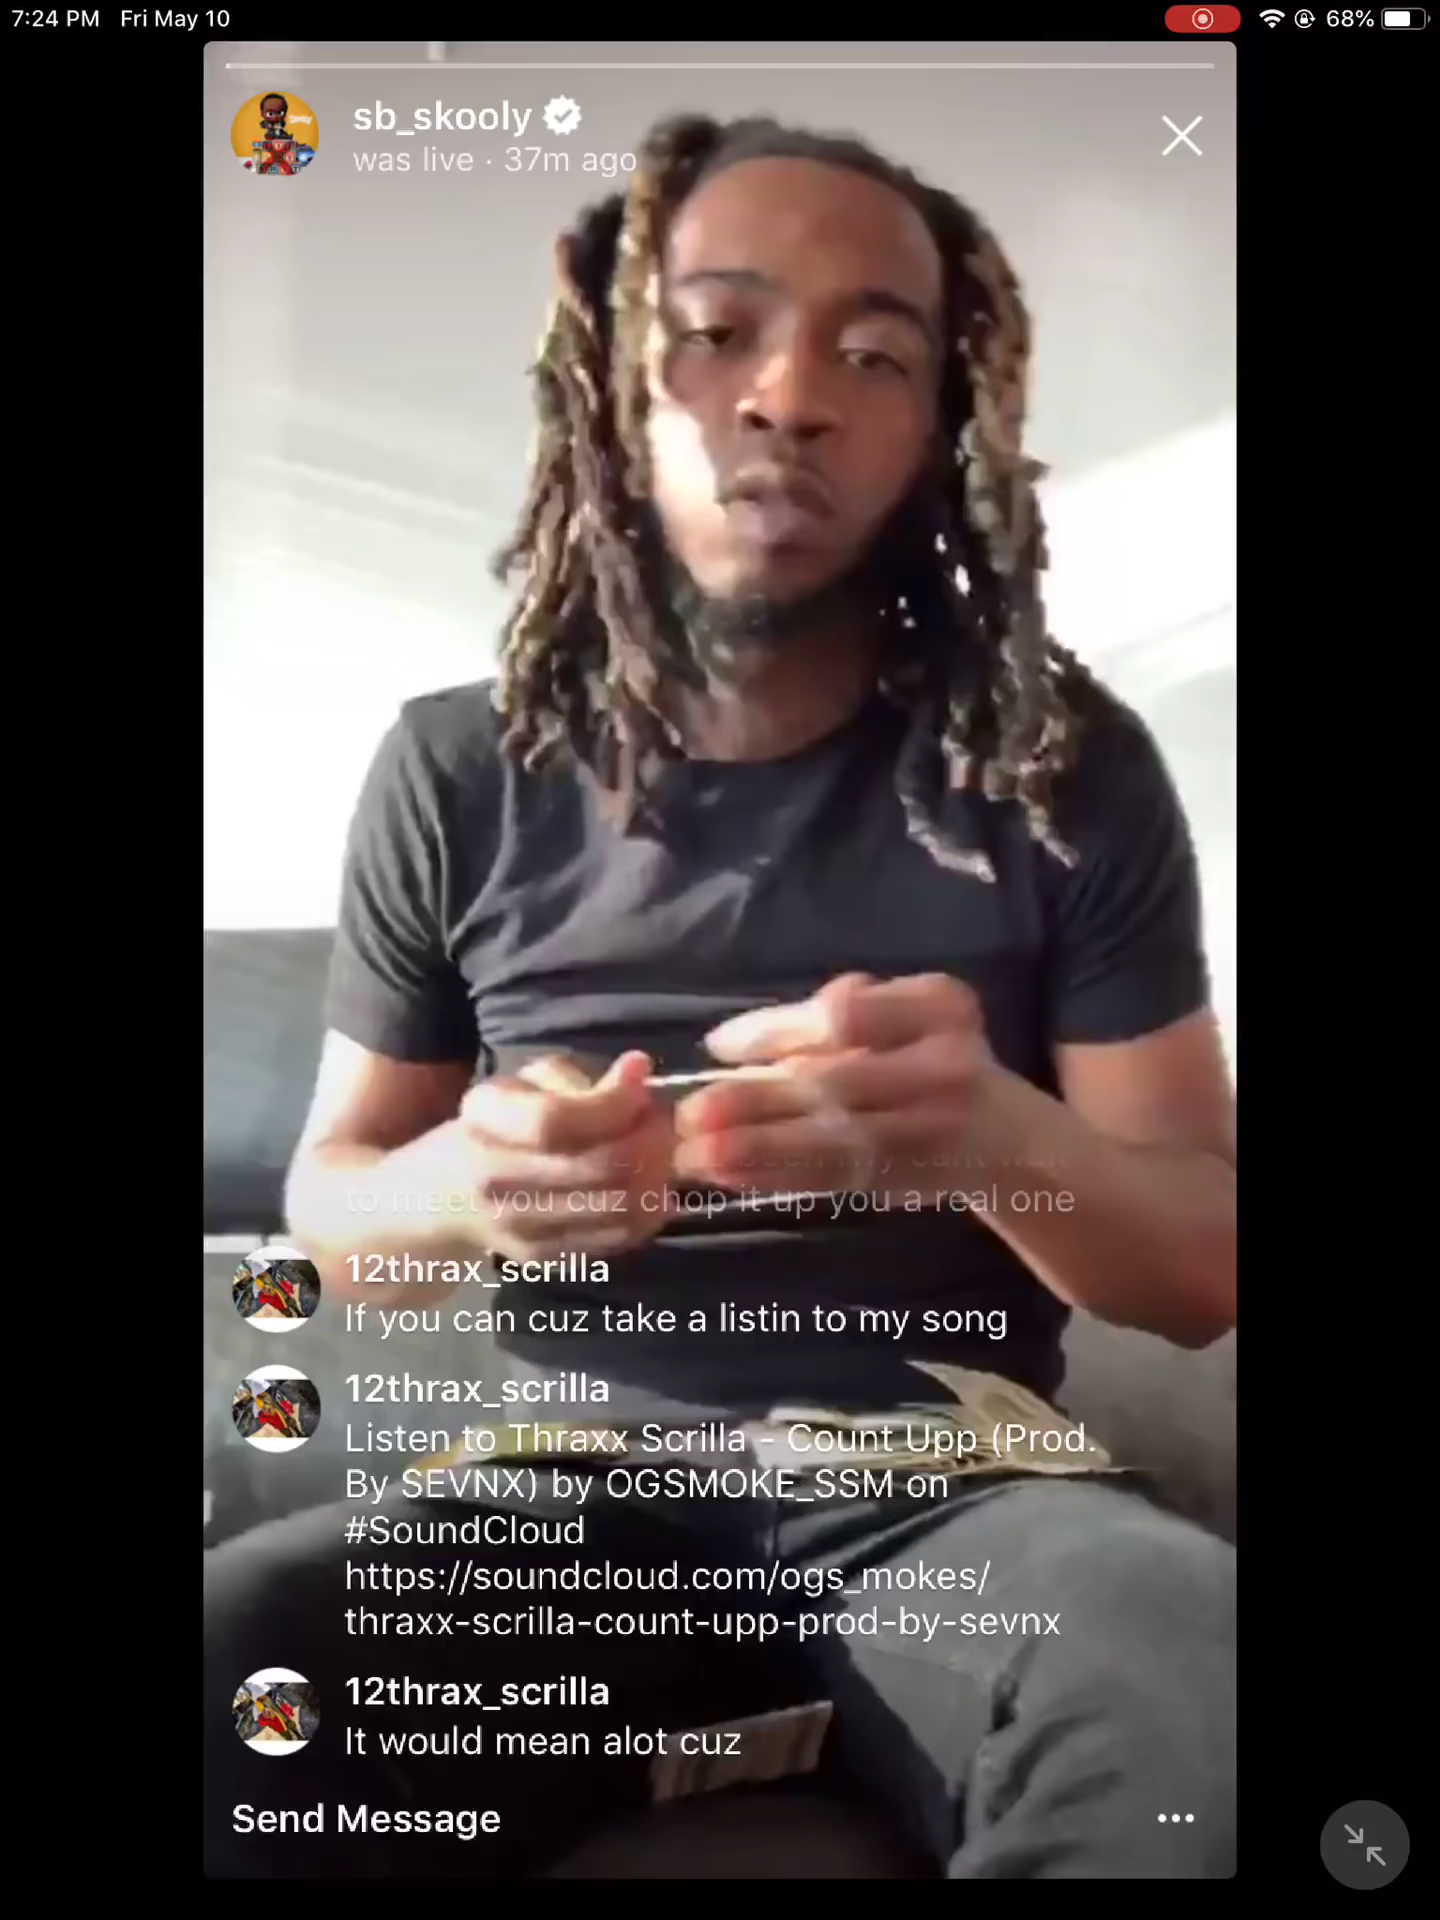 7:24 PM Fri May 10
68%
sb_skooly
was live · 37m ago
to meet you cuz chop it up you a real one
12thrax_scrilla
If you can cuz take a listin to my song
12thrax_scrilla
Listen to Thraxx Scrilla - Count Upp (Prod.
By SEVNX) by OGSMOKE_SSM on
#SoundCloud
https://soundcloud.com/ogs_mokes/
thraxx-scrilla-count-upp-prod-by-sevnx
12thrax_scrilla
It would mean alot cuz
Send Message